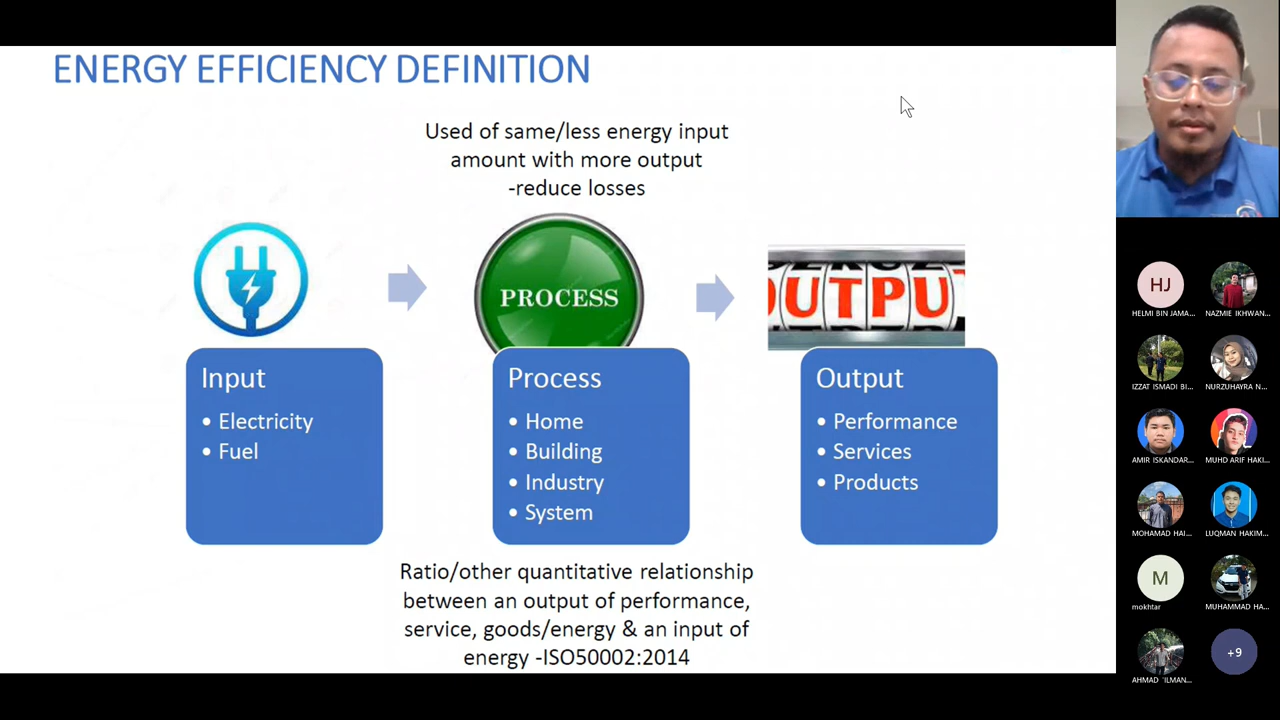 ENERGY EFFICIENCY DEFINITION
Used of same/less energy input
amount with more output
-reduce losses
PROCESS
OUTPU
Input
• Electricity
• Fuel
Process
• Home
• Building
• Industry
• System
Output
• Performance
• Services
• Products
Ratio/other quantitative relationship
between an output of performance,
service, goods/energy & an input of
energy -ISO50002:2014
HJ
HELMI BIN JAMA...
NAZMIE IKHWAN...
IZZAT ISMADI BI...
NURZUHAYRA N...
AMIR ISKANDAR...
MUHD ARIF HAKI...
MOHAMAD HAI...
LUQMAN HAKIM...
M
mokhtar
MUHAMMAD HA...
AHMAD 'ILMAN...
+9